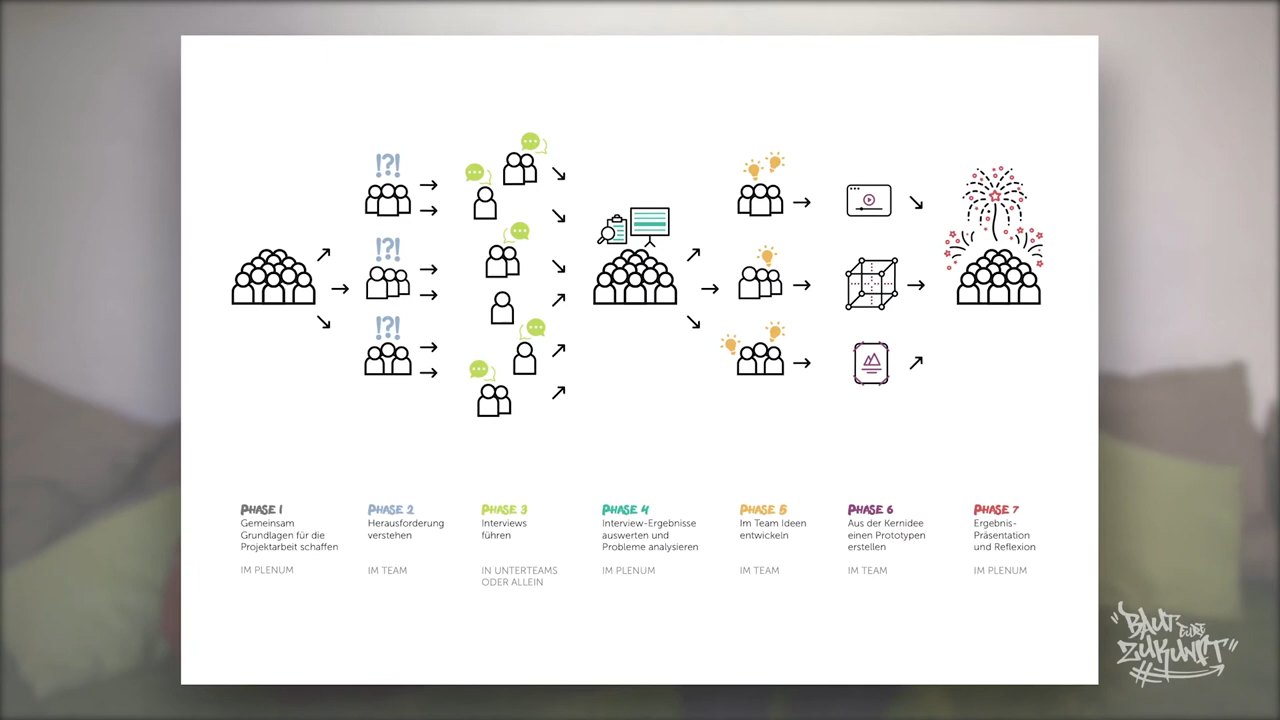 !?!
!?!
!?!
PHASE 1
Gemeinsam
Grundlagen für die
Projektarbeit schaffen
IM PLENUM
PHASE 2
Herausforderung
verstehen
IM TEAM
PHASE 3
Interviews
führen
IN UNTERTEAMS
ODER ALLEIN
PHASE 4
Interview-Ergebnisse
auswerten und
Probleme analysieren
IM PLENUM
PHASE 5
Im Team Ideen
entwickeln
IM TEAM
PHASE 6
Aus der Kernidee
einen Prototypen
erstellen
IM TEAM
PHASE 7
Ergebnis-
Präsentation
und Reflexion
IM PLENUM
"BAUT EURE
ZUKUNFT"
#